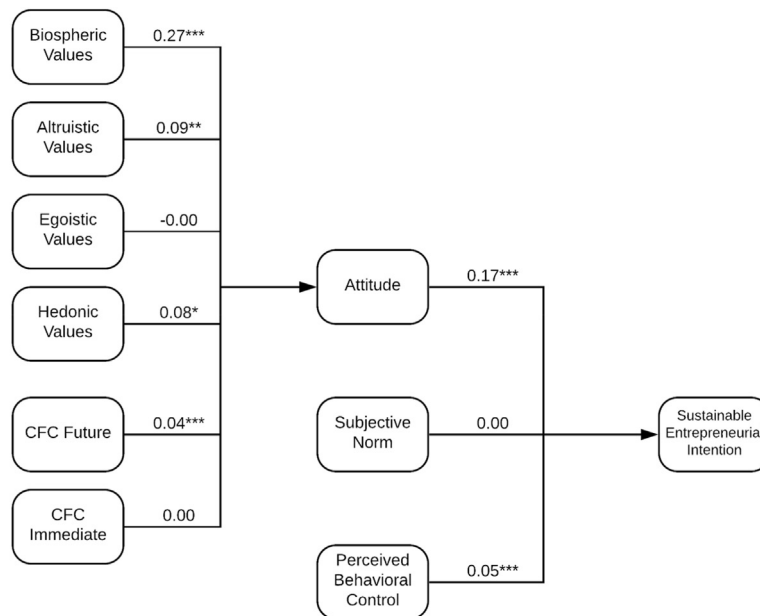 Biospheric
Values
0.27***
Altruistic
Values
0.09**
Egoistic
Values
-0.00
Hedonic
Values
0.08*
CFC Future
0.04***
CFC
Immediate
0.00
Attitude
0.17***
Subjective
Norm
0.00
Perceived
Behavioral
Control
0.05***
Sustainable
Entrepreneurial
Intention